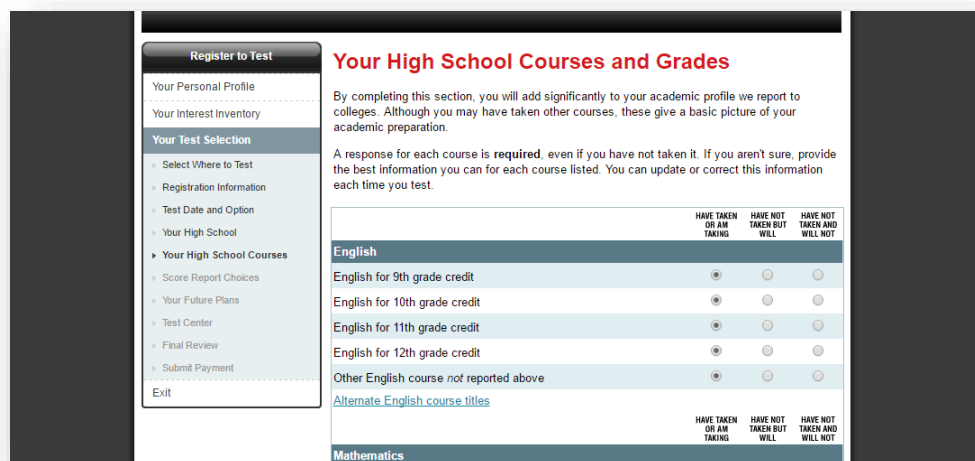 Register to Test
Your Personal Profile
Your Interest Inventory
Your Test Selection
Select Where to Test
Registration Information
Test Date and Option
Your High School
Your High School Courses
Score Report Choices
Your Future Plans
Test Center
Final Review
Submit Payment
Exit
Your High School Courses and Grades
By completing this section, you will add significantly to your academic profile we report to
colleges. Although you may have taken other courses, these give a basic picture of your
academic preparation.
A response for each course is required, even if you have not taken it. If you aren't sure, provide
the best information you can for each course listed. You can update or correct this information
each time you test.
HAVE TAKEN OR AM TAKING
HAVE NOT TAKEN BUT WILL
HAVE NOT TAKEN AND WILL NOT
English
English for 9th grade credit
English for 10th grade credit
English for 11th grade credit
English for 12th grade credit
Other English course not reported above
Alternate English course titles
HAVE TAKEN OR AM TAKING
HAVE NOT TAKEN BUT WILL
HAVE NOT TAKEN AND WILL NOT
Mathematics